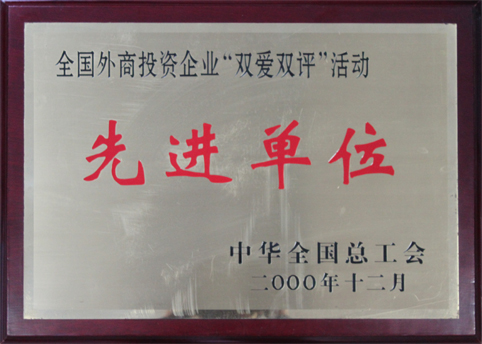 全国外商投资企业“双爱双评”活动
先进单位
中华全国总工会
二000年十二月